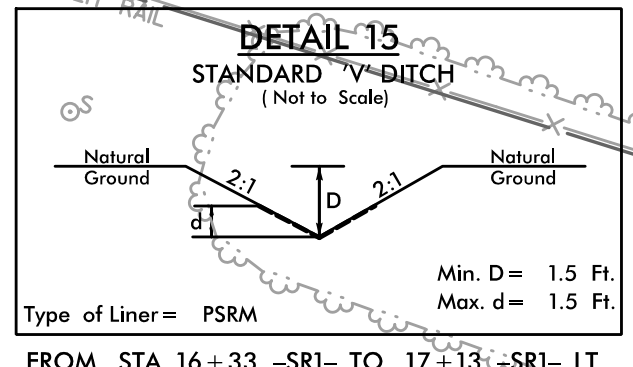 RAIL
DETAIL 15
STANDARD 'V' DITCH
( Not to Scale)
S
Natural
Ground
2:1
D
2:1
Natural
Ground
d
Min. D = 1.5 Ft.
Max. d = 1.5 Ft.
Type of Liner = PSRM
FROM STA 16+33 -SR1- TO 17+13 -SR1- LT